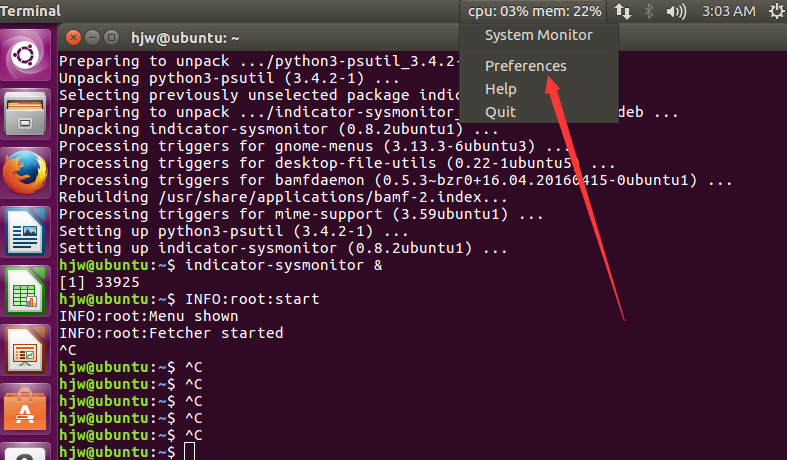 Terminal
cpu: 03% mem: 22%
3:03 AM
System Monitor
Preferences
Help
Quit
hjw@ubuntu: ~
Preparing to unpack .../python3-psutil_3.4.2-
Unpacking python3-psutil (3.4.2-1) ...
Selecting previously unselected package indic
Preparing to unpack .../indicator-sysmonitor_ deb ...
Unpacking indicator-sysmonitor (0.8.2ubuntu1) ...
Processing triggers for gnome-menus (3.13.3-6ubuntu3) ...
Processing triggers for desktop-file-utils (0.22-1ubuntu5) ...
Processing triggers for bamfdaemon (0.5.3~bzr0+16.04.20160415-0ubuntu1) ...
Rebuilding /usr/share/applications/bamf-2.index...
Processing triggers for mime-support (3.59ubuntu1) ...
Setting up python3-psutil (3.4.2-1) ...
Setting up indicator-sysmonitor (0.8.2ubuntu1) ...
hjw@ubuntu:~$ indicator-sysmonitor &
[1] 33925
hjw@ubuntu:~$ INFO:root:start
INFO:root:Menu shown
INFO:root:Fetcher started
^C
hjw@ubuntu:~$ ^C
hjw@ubuntu:~$ ^C
hjw@ubuntu:~$ ^C
hjw@ubuntu:~$ ^C
hjw@ubuntu:~$ ^C
hjw@ubuntu:~$